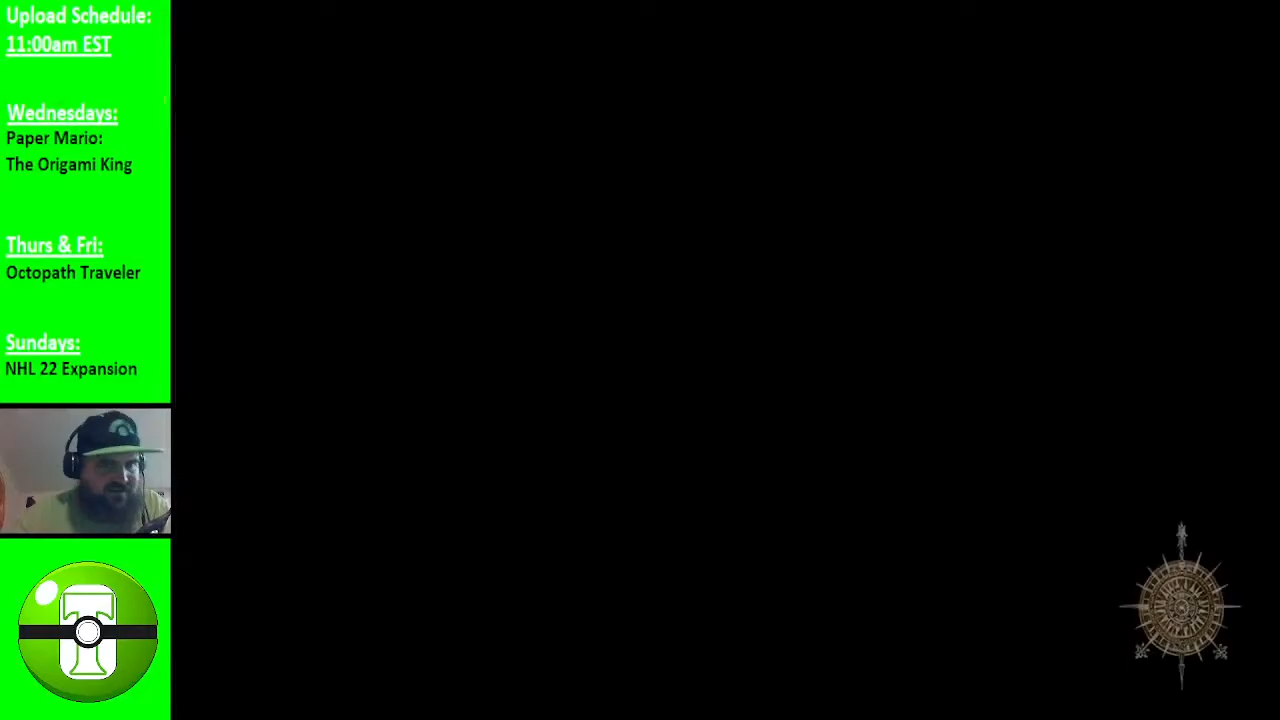 Upload Schedule:
11:00am EST
Wednesdays:
Paper Mario:
The Origami King
Thurs & Fri:
Octopath Traveler
Sundays:
NHL 22 Expansion
T